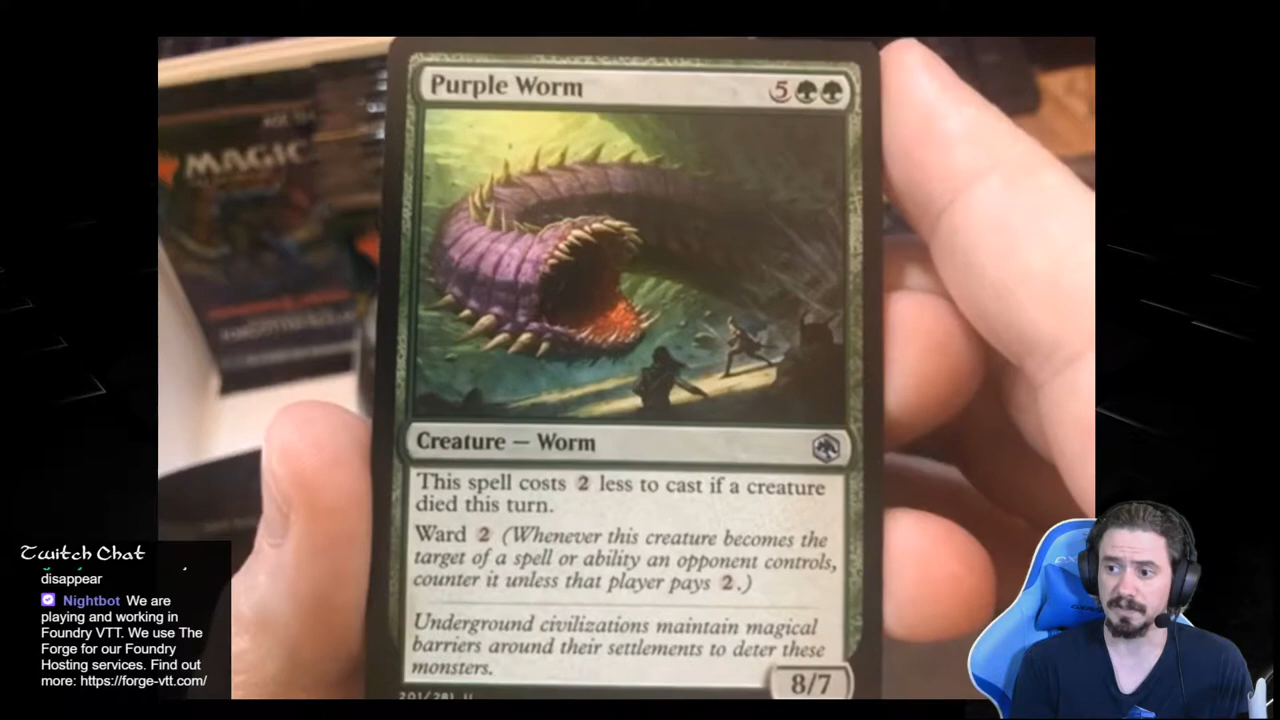 MAGIC
Purple Worm 5
Creature — Worm
This spell costs 2 less to cast if a creature
died this turn.
Ward 2 (Whenever this creature becomes the
target of a spell or ability an opponent controls,
counter it unless that player pays 2.)
Underground civilizations maintain magical
barriers around their settlements to deter these
monsters.
8/7
201/281 U
Twitch Chat
disappear
Nightbot We are
playing and working in
Foundry VTT. We use The
Forge for our Foundry
Hosting services. Find out
more: https://forge-vtt.com/